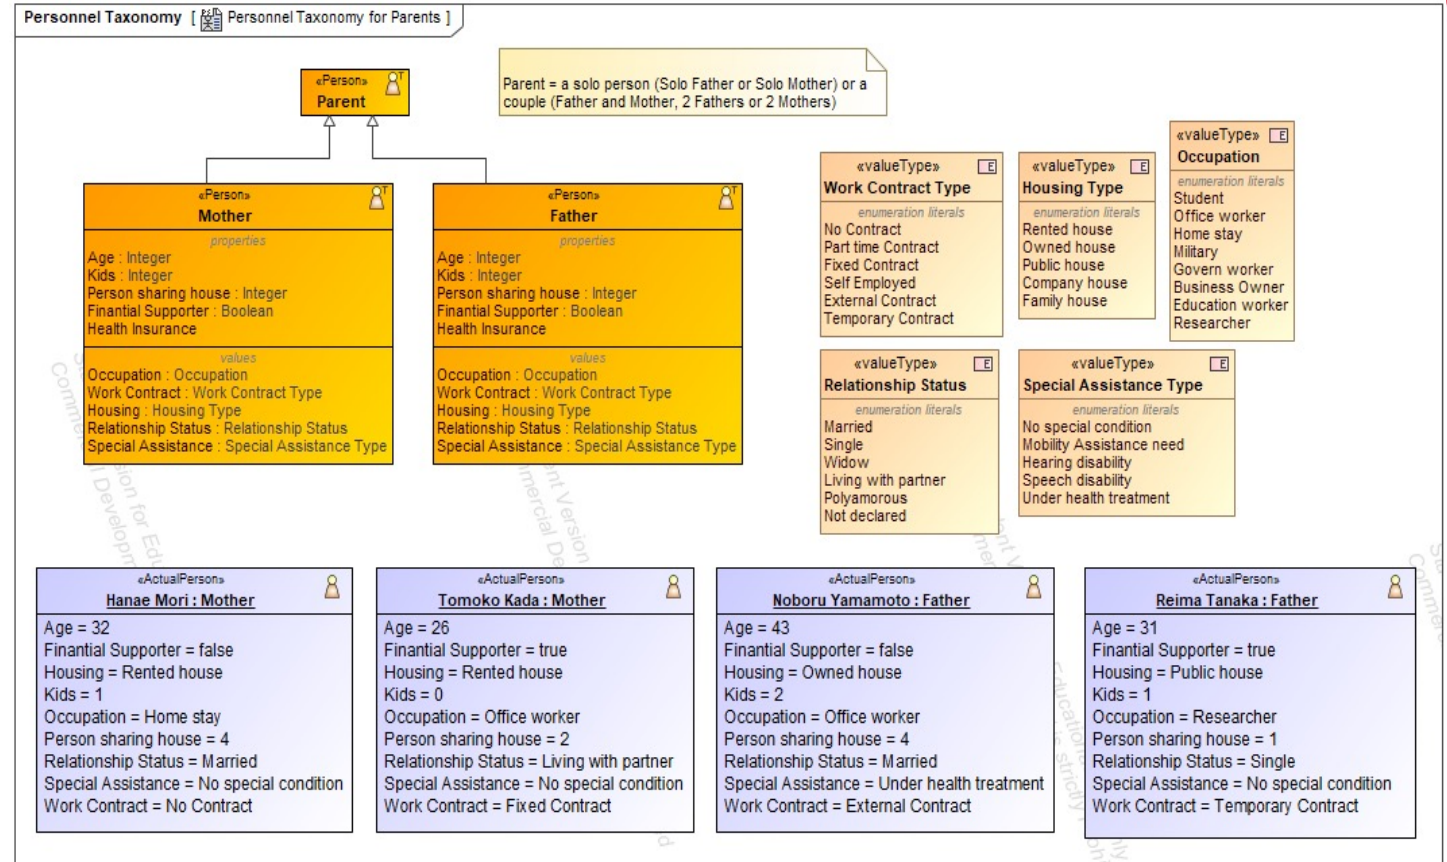 Personnel Taxonomy [ Personnel Taxonomy for Parents ]
«Person»
Parent
Parent = a solo person (Solo Father or Solo Mother) or a
couple (Father and Mother, 2 Fathers or 2 Mothers)
«Person»
Mother
properties
Age : Integer
Kids : Integer
Person sharing house : Integer
Finantial Supporter : Boolean
Health Insurance
values
Occupation : Occupation
Work Contract : Work Contract Type
Housing : Housing Type
Relationship Status : Relationship Status
Special Assistance : Special Assistance Type
«Person»
Father
properties
Age : Integer
Kids : Integer
Person sharing house : Integer
Finantial Supporter : Boolean
Health Insurance
values
Occupation : Occupation
Work Contract : Work Contract Type
Housing : Housing Type
Relationship Status : Relationship Status
Special Assistance : Special Assistance Type
«valueType»
Work Contract Type
enumeration literals
No Contract
Part time Contract
Fixed Contract
Self Employed
External Contract
Temporary Contract
«valueType»
Housing Type
enumeration literals
Rented house
Owned house
Public house
Company house
Family house
«valueType»
Occupation
enumeration literals
Student
Office worker
Home stay
Military
Govern worker
Business Owner
Education worker
Researcher
«valueType»
Relationship Status
enumeration literals
Married
Single
Widow
Living with partner
Polyamorous
Not declared
«valueType»
Special Assistance Type
enumeration literals
No special condition
Mobility Assistance need
Hearing disability
Speech disability
Under health treatment
«ActualPerson»
Hanae Mori : Mother
Age = 32
Finantial Supporter = false
Housing = Rented house
Kids = 1
Occupation = Home stay
Person sharing house = 4
Relationship Status = Married
Special Assistance = No special condition
Work Contract = No Contract
«ActualPerson»
Tomoko Kada : Mother
Age = 26
Finantial Supporter = true
Housing = Rented house
Kids = 0
Occupation = Office worker
Person sharing house = 2
Relationship Status = Living with partner
Special Assistance = No special condition
Work Contract = Fixed Contract
«ActualPerson»
Noboru Yamamoto : Father
Age = 43
Finantial Supporter = false
Housing = Owned house
Kids = 2
Occupation = Office worker
Person sharing house = 4
Relationship Status = Married
Special Assistance = Under health treatment
Work Contract = External Contract
«ActualPerson»
Reima Tanaka : Father
Age = 31
Finantial Supporter = true
Housing = Public house
Kids = 1
Occupation = Researcher
Person sharing house = 1
Relationship Status = Single
Special Assistance = No special condition
Work Contract = Temporary Contract